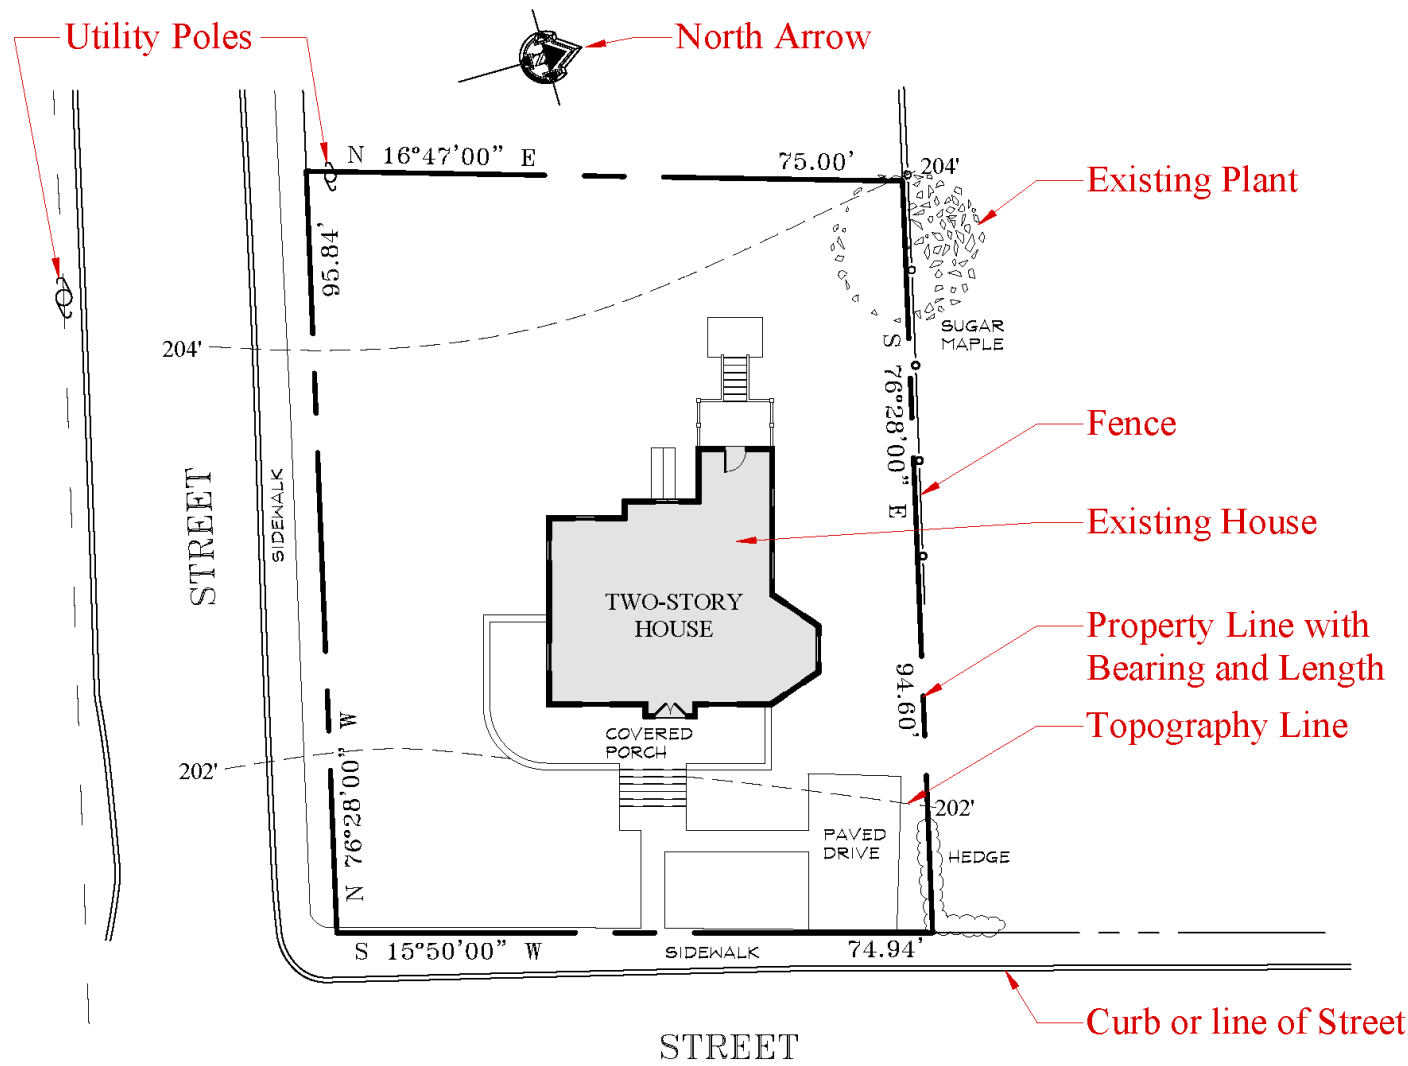 Utility Poles
North Arrow
N 16°47'00" E
75.00'
204'
Existing Plant
95.84'
SUGAR
MAPLE
204'
S 76°28'00" E
Fence
SIDEWALK
STREET
Existing House
TWO-STORY
HOUSE
Property Line with
Bearing and Length
94.60'
Topography Line
COVERED
PORCH
202'
202'
N 76°28'00" W
PAVED
DRIVE
HEDGE
S 15°50'00" W
SIDEWALK
74.94'
Curb or line of Street
STREET